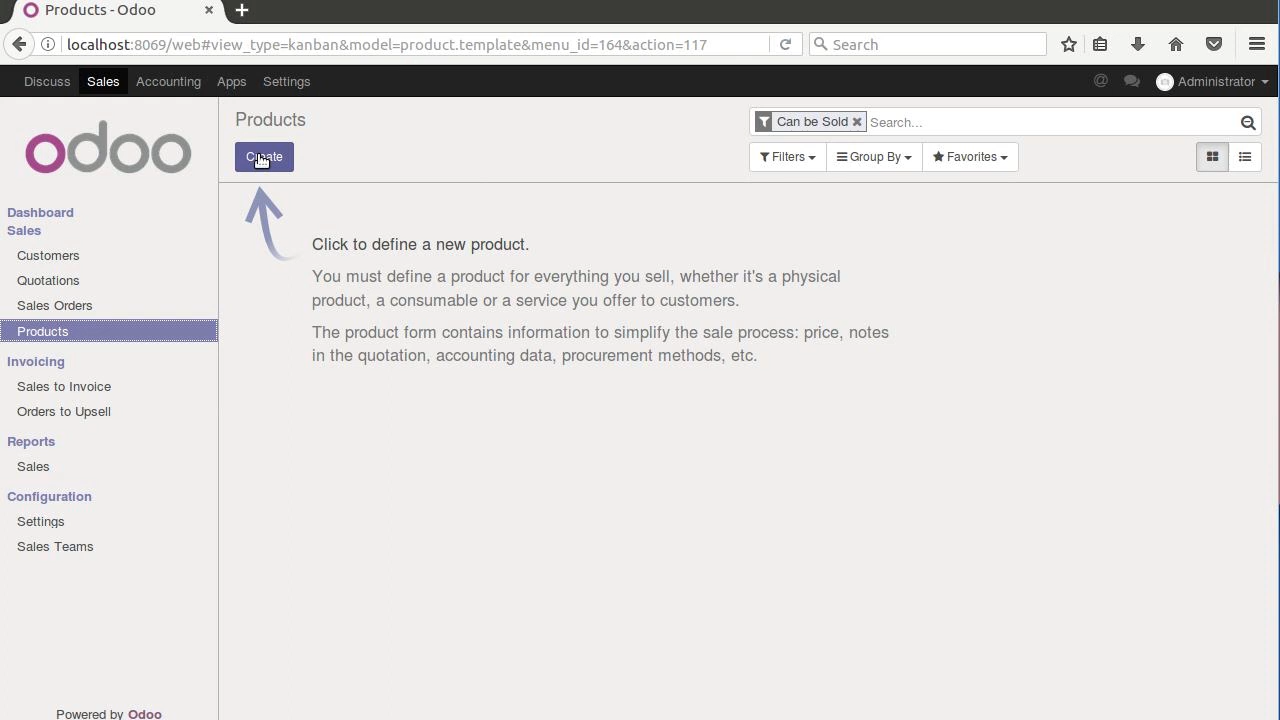 Products - Odoo
localhost:8069/web#view_type=kanban&model=product.template&menu_id=164&action=117
Search
Discuss Sales Accounting Apps Settings
Administrator
odoo
Products
Can be Sold Search...
Create
Filters Group By Favorites
Dashboard
Sales
Customers
Quotations
Sales Orders
Products
Invoicing
Sales to Invoice
Orders to Upsell
Reports
Sales
Configuration
Settings
Sales Teams
Powered by Odoo
Click to define a new product.
You must define a product for everything you sell, whether it's a physical
product, a consumable or a service you offer to customers.
The product form contains information to simplify the sale process: price, notes
in the quotation, accounting data, procurement methods, etc.